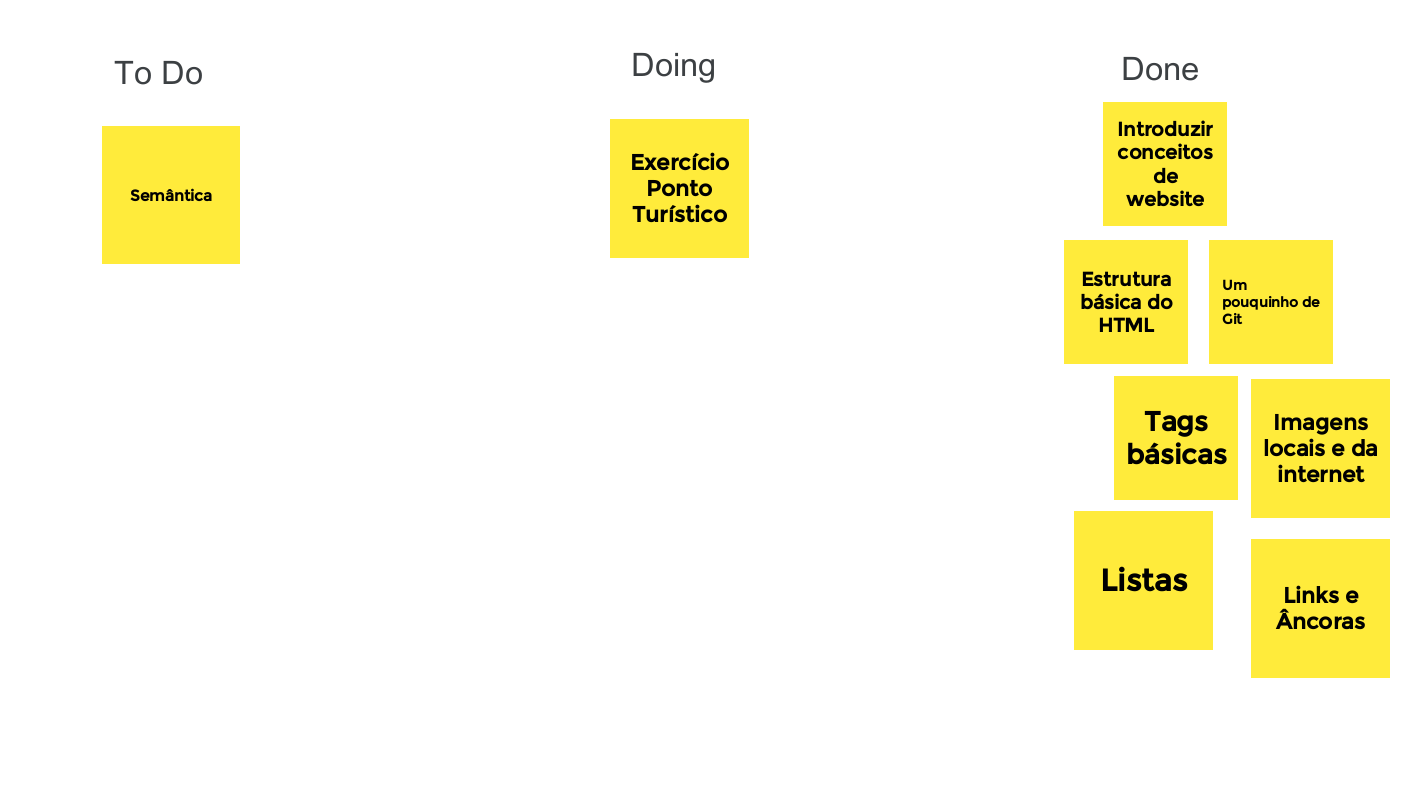 To Do
Doing
Done
Semântica
Exercício
Ponto
Turístico
Introduzir
conceitos
de
website
Estrutura
básica do
HTML
Um
pouquinho de
Git
Tags
básicas
Imagens
locais e da
internet
Listas
Links e
Âncoras